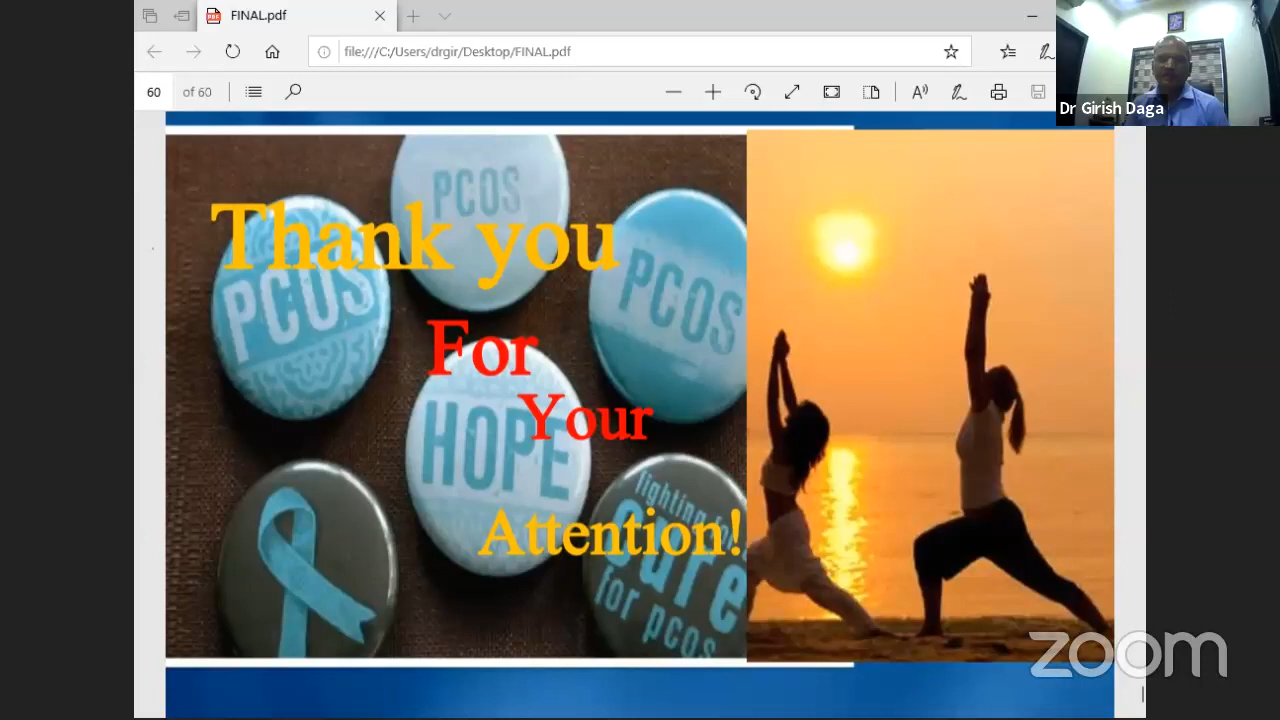 FINAL.pdf
file:///C:/Users/drgir/Desktop/FINAL.pdf
60 of 60
Dr Girish Daga
PCOS
Thank you
PCOS
PCOS
For
Your
HOPE
Attention!
fighting for
cure
for pcos
zoom